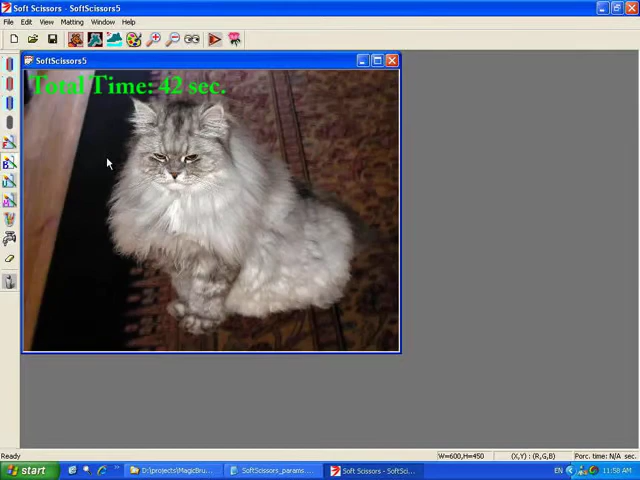 Soft Scissors - SoftScissors5
File Edit View Matting Window Help
SoftScissors5
Total Time: 42 sec.
Ready
W=600,H=450
(X,Y) : (R,G,B)
Porc. time: N/A sec.
start
D:\projects\MagicBru...
SoftScissors_params....
Soft Scissors - SoftSci...
EN
11:58 AM